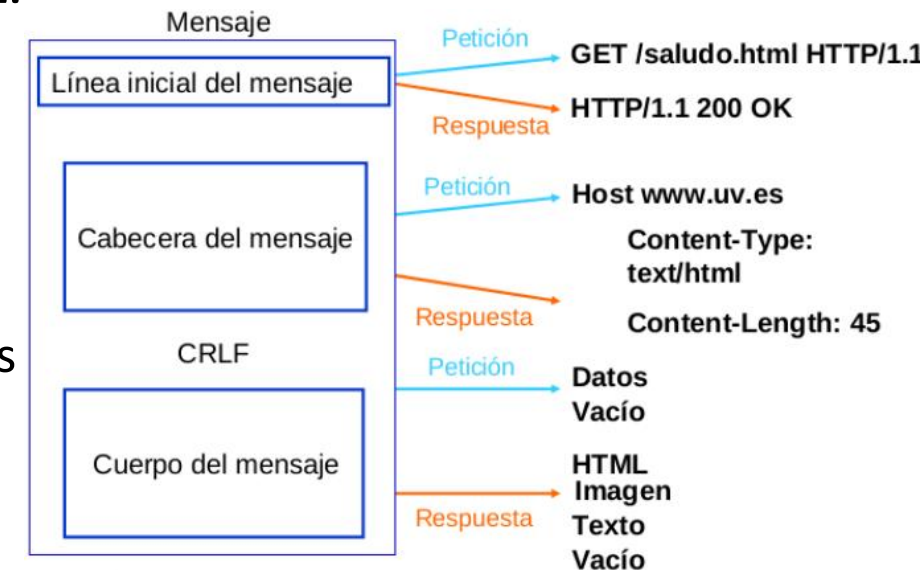 Mensaje
Línea inicial del mensaje
Petición
GET /saludo.html HTTP/1.1
HTTP/1.1 200 OK
Respuesta
Cabecera del mensaje
Petición
Host www.uv.es
Content-Type:
text/html
Respuesta
Content-Length: 45
s
CRLF
Petición
Datos
Vacío
Cuerpo del mensaje
HTML
Imagen
Respuesta
Texto
Vacío